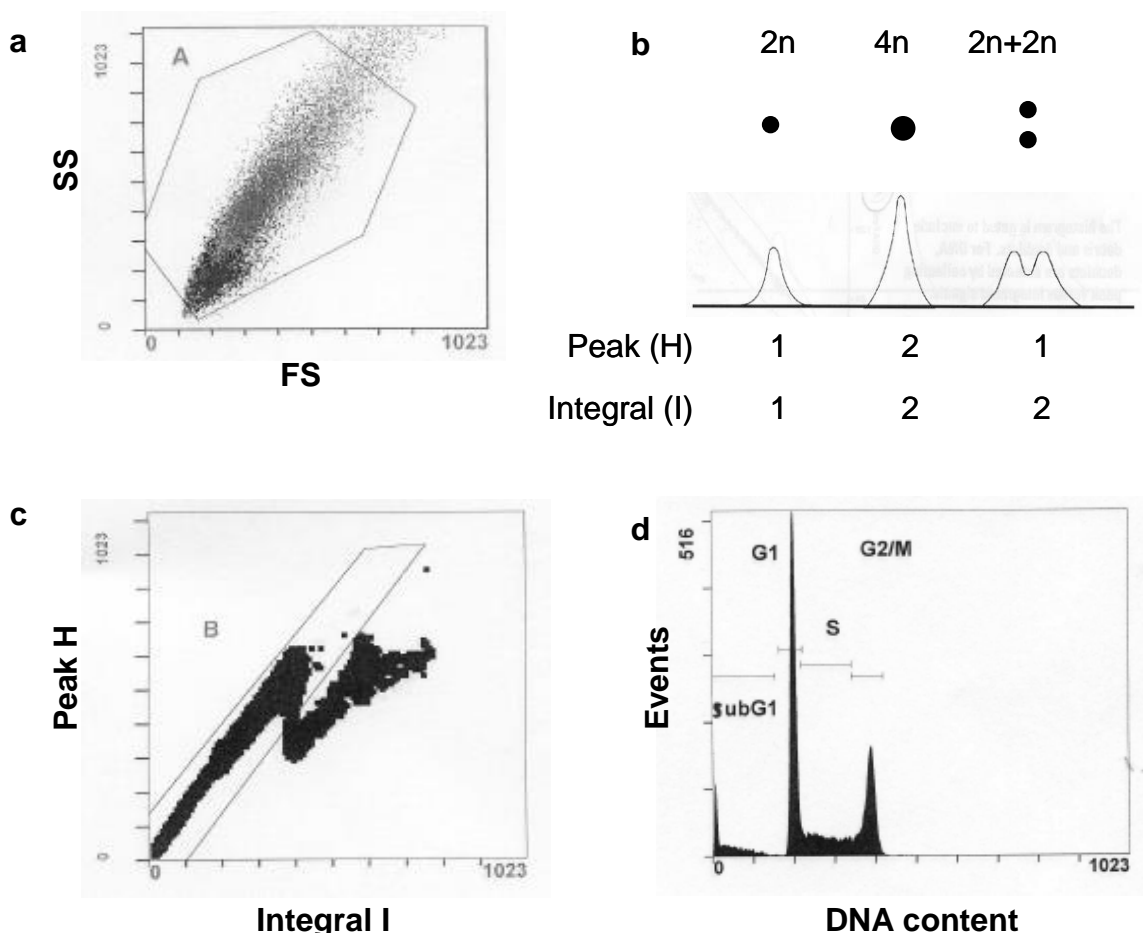 a
A
1023
SS
0
0
1023
FS
b
2n 4n 2n+2n
Peak (H) 1 2 1
Integral (I) 1 2 2
c
1023
B
Peak H
0
0
1023
Integral I
d
516
G1
G2/M
S
SubG1
Events
0
1023
DNA content